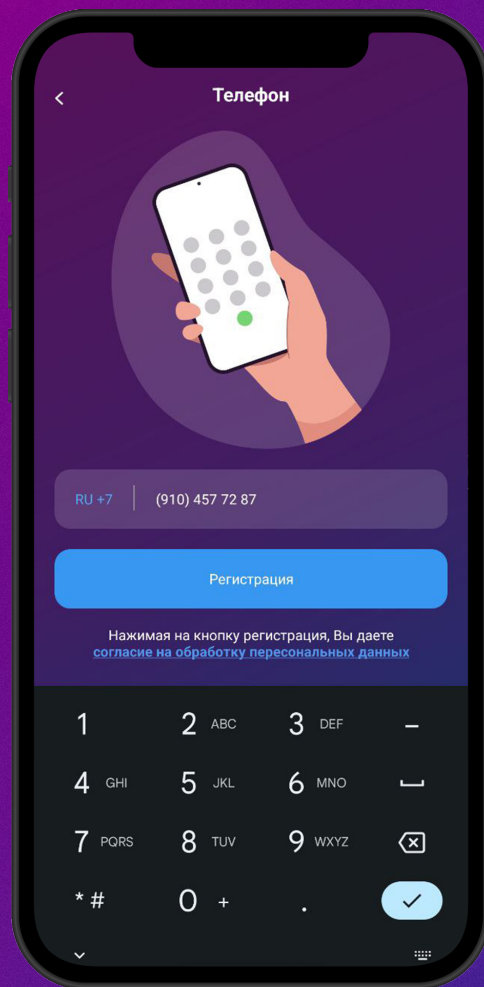 Телефон
RU +7 (910) 457 72 87
Регистрация
Нажимая на кнопку регистрация, Вы даете
согласие на обработку пересональных данных
1 2 ABC 3 DEF –
4 GHI 5 JKL 6 MNO
7 PQRS 8 TUV 9 WXYZ
* # 0 + .